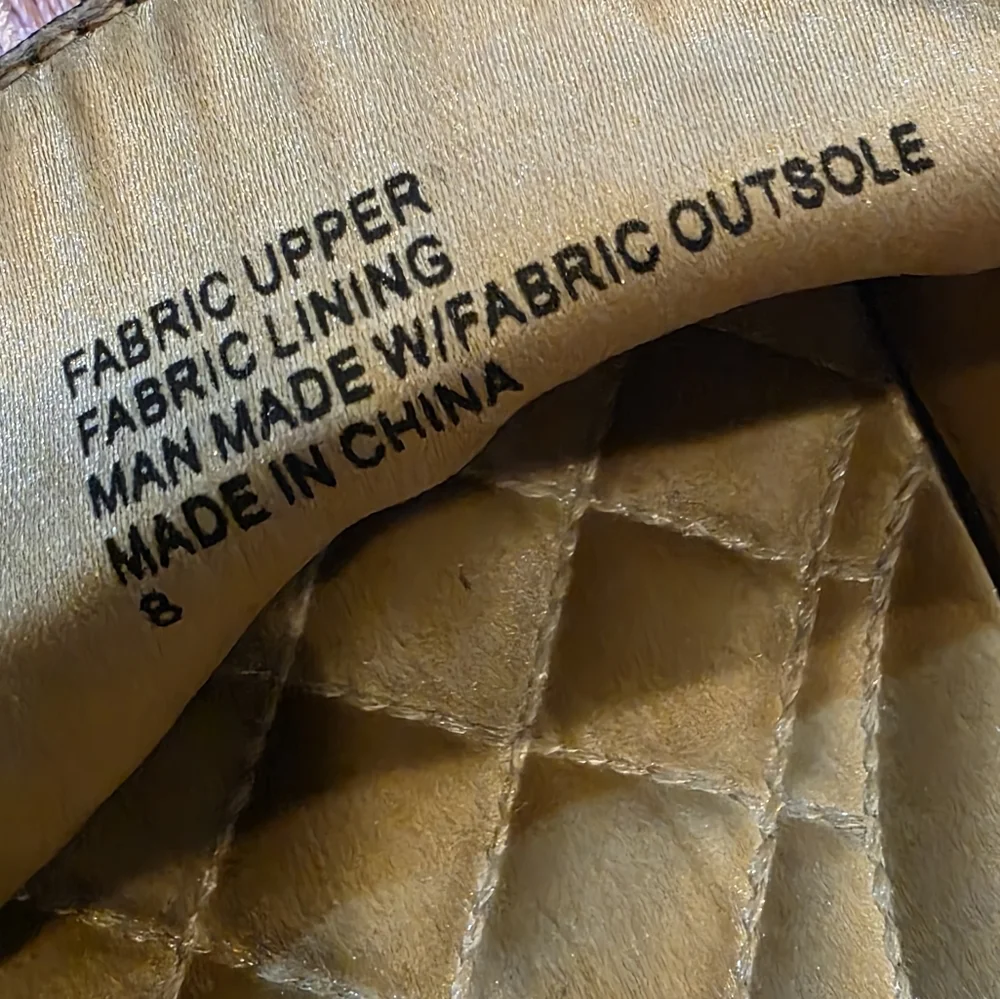 FABRIC UPPER
FABRIC LINING
MAN MADE W/FABRIC OUTSOLE
MADE IN CHINA
8